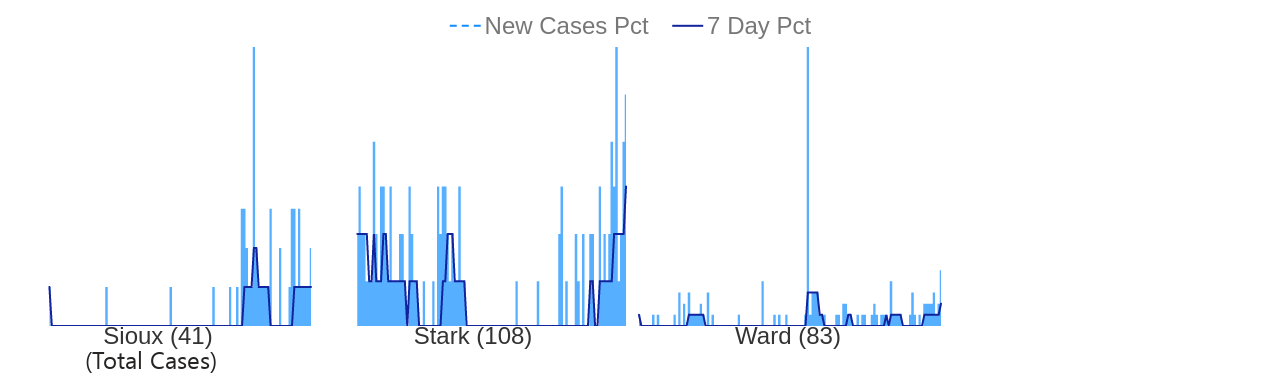 New Cases Pct 7 Day Pct
Sioux (41) Stark (108) Ward (83)
(Total Cases)